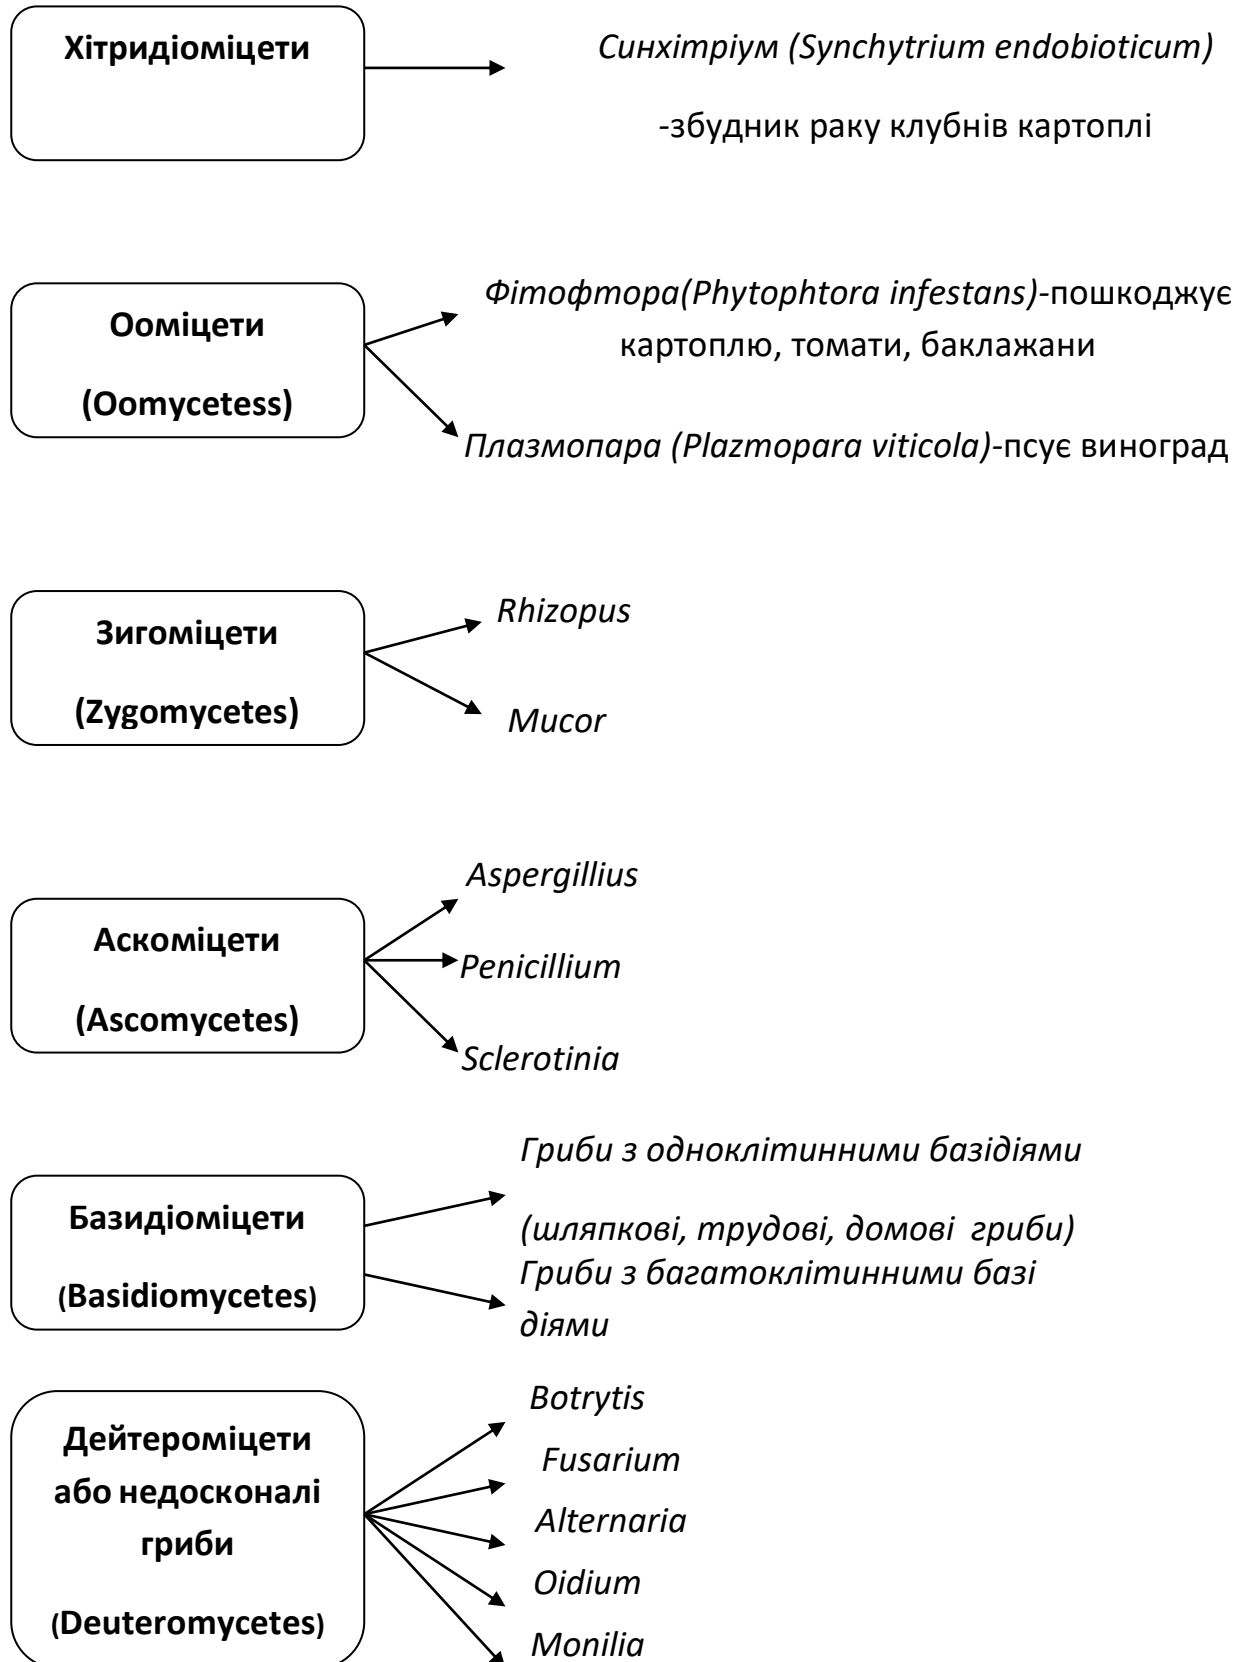 Хітридіоміцети
Синхітріум (Synchytrium endobioticum)
-збудник раку клубнів картоплі
Ооміцети
(Oomycetess)
Фітофтора(Phytophtora infestans)-пошкоджує
картоплю, томати, баклажани
Плазмопара (Plazmopara viticola)-псує виноград
Зигоміцети
(Zygomycetes)
Rhizopus
Mucor
Аскоміцети
(Ascomycetes)
Aspergillius
Penicillium
Sclerotinia
Базидіоміцети
(Basidiomycetes)
Гриби з одноклітинними базідіями
(шляпкові, трудові, домові гриби)
Гриби з багатоклітинними базі
діями
Дейтероміцети
або недосконалі
гриби
(Deuteromycetes)
Botrytis
Fusarium
Alternaria
Oidium
Monilia